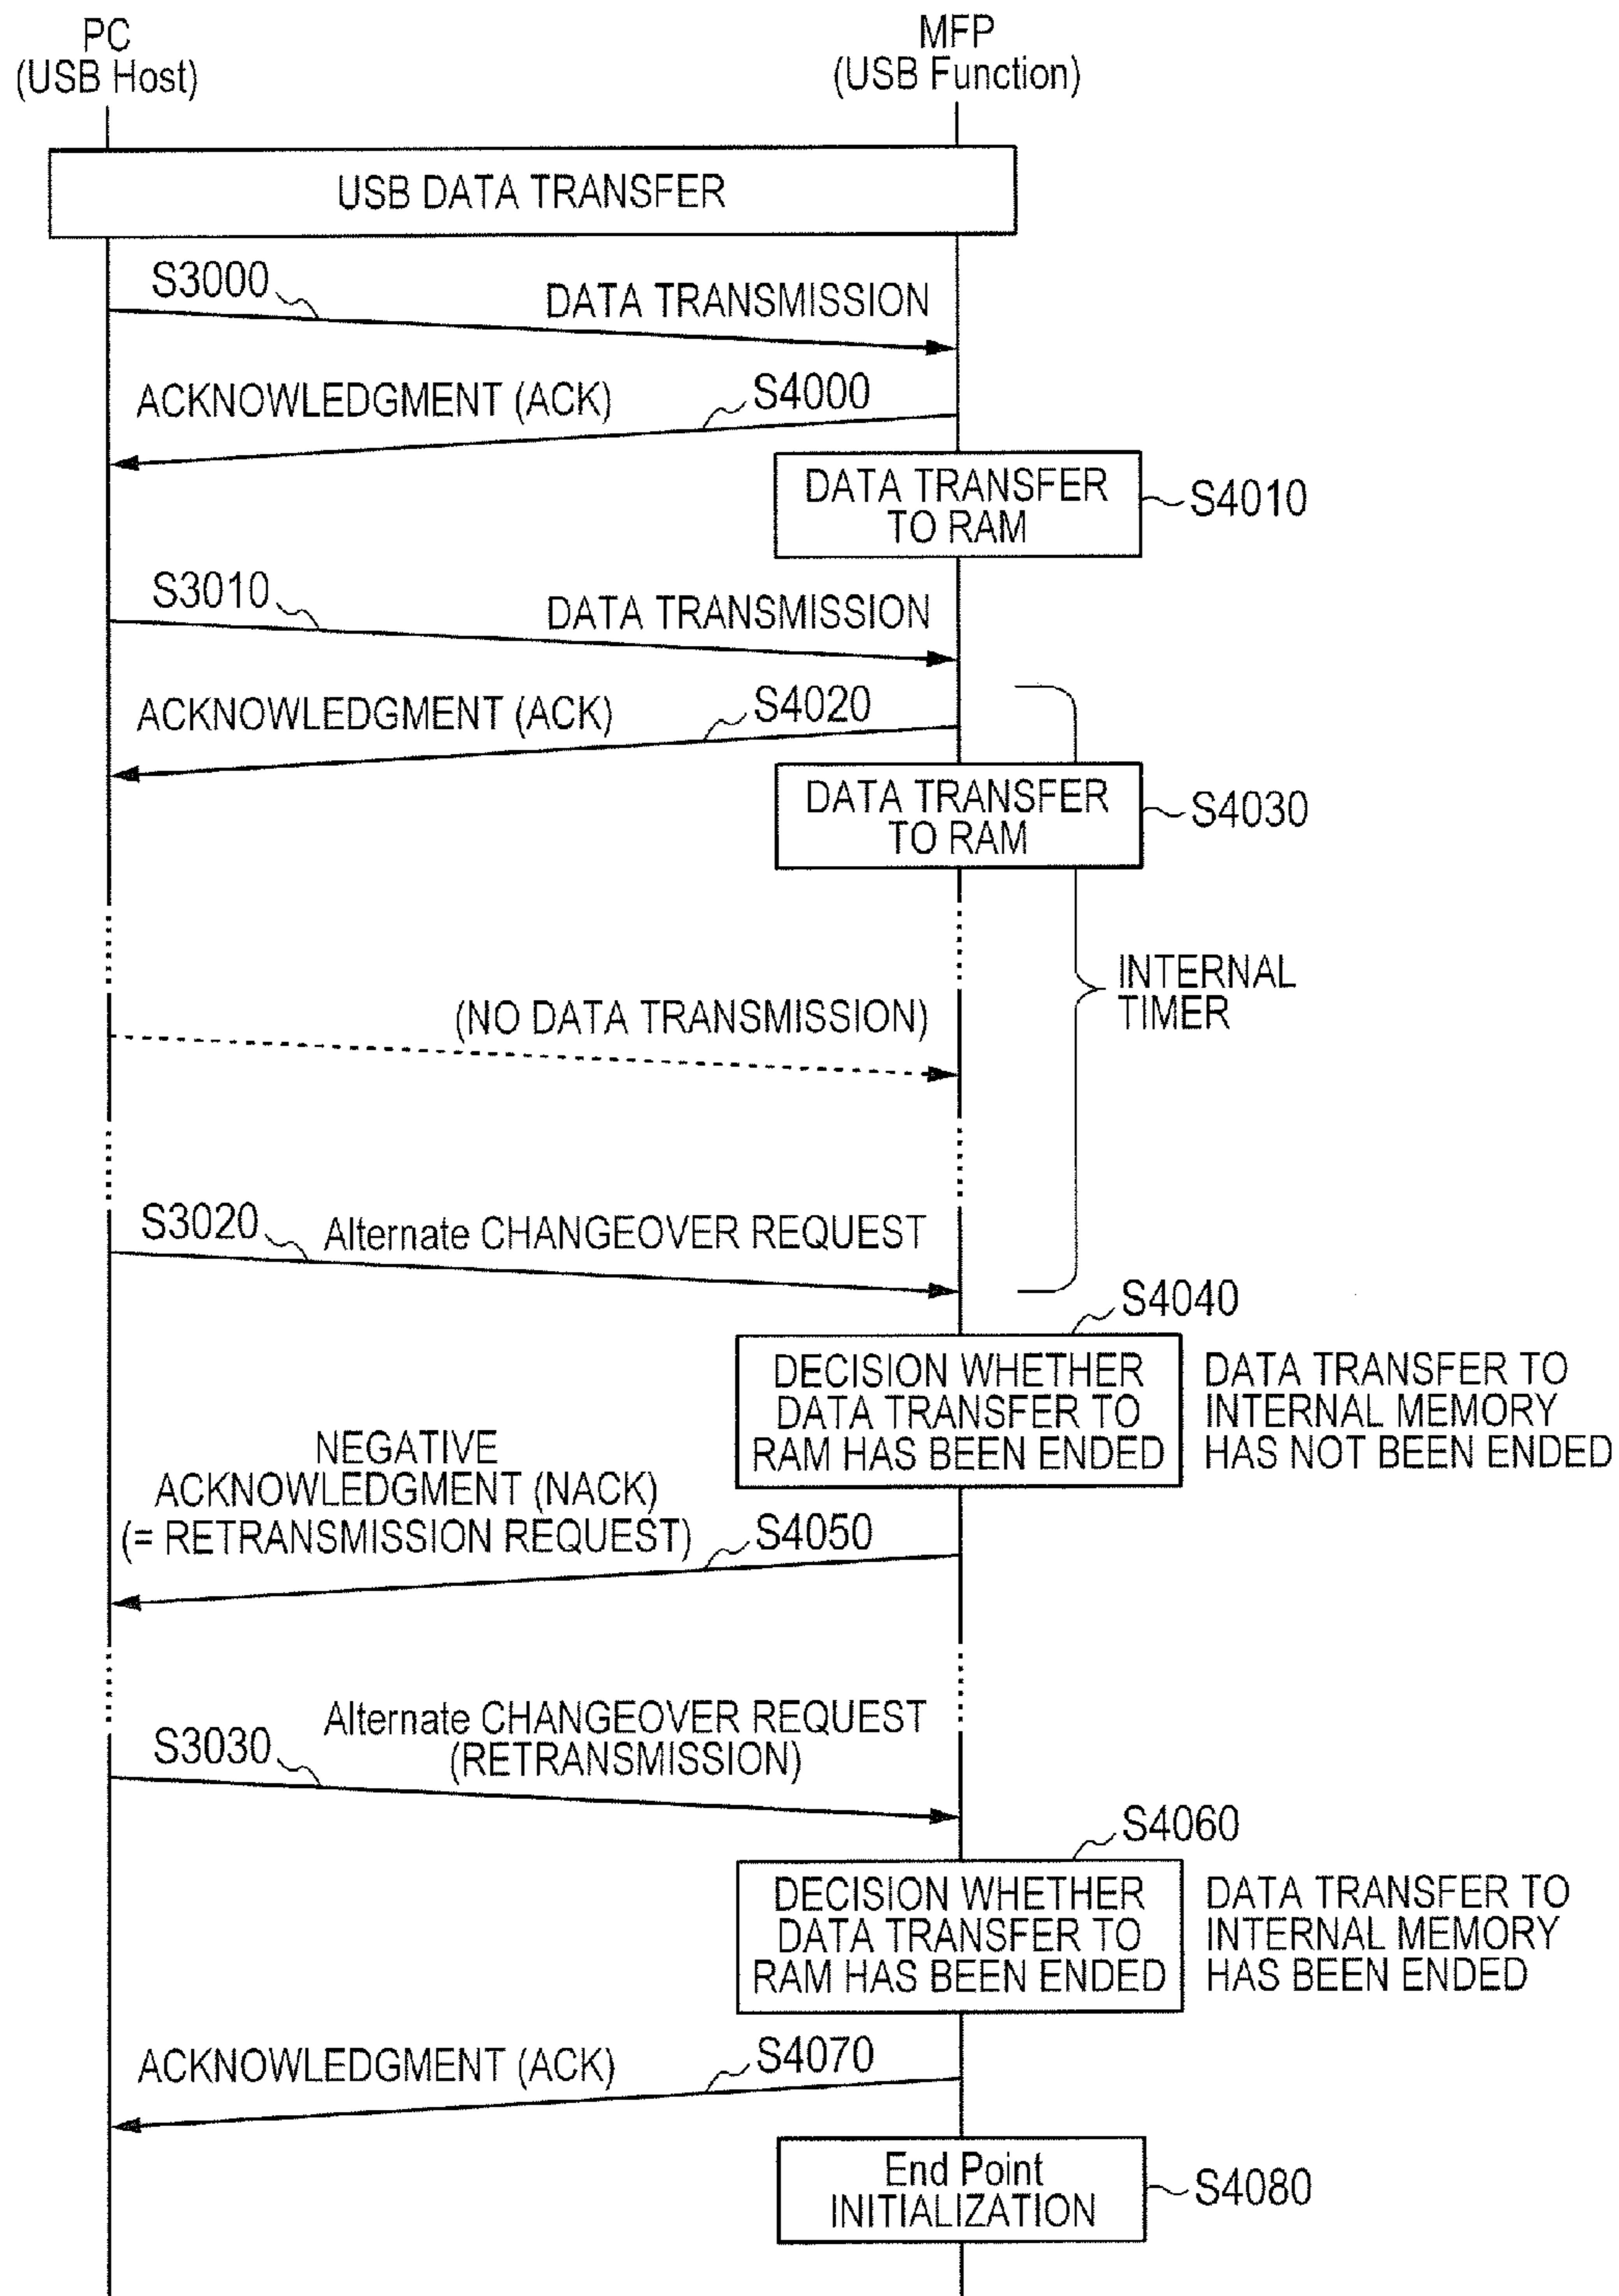 PC
(USB Host)
MFP
(USB Function)
USB DATA TRANSFER
S3000
DATA TRANSMISSION
ACKNOWLEDGMENT (ACK)
S4000
DATA TRANSFER
TO RAM
S4010
S3010
DATA TRANSMISSION
ACKNOWLEDGMENT (ACK)
S4020
DATA TRANSFER
TO RAM
S4030
INTERNAL
TIMER
(NO DATA TRANSMISSION)
S3020
Alternate CHANGEOVER REQUEST
S4040
DECISION WHETHER
DATA TRANSFER TO
RAM HAS BEEN ENDED
DATA TRANSFER TO
INTERNAL MEMORY
HAS NOT BEEN ENDED
NEGATIVE
ACKNOWLEDGMENT (NACK)
(= RETRANSMISSION REQUEST)
S4050
Alternate CHANGEOVER REQUEST
(RETRANSMISSION)
S3030
S4060
DECISION WHETHER
DATA TRANSFER TO
RAM HAS BEEN ENDED
DATA TRANSFER TO
INTERNAL MEMORY
HAS BEEN ENDED
ACKNOWLEDGMENT (ACK)
S4070
End Point
INITIALIZATION
S4080